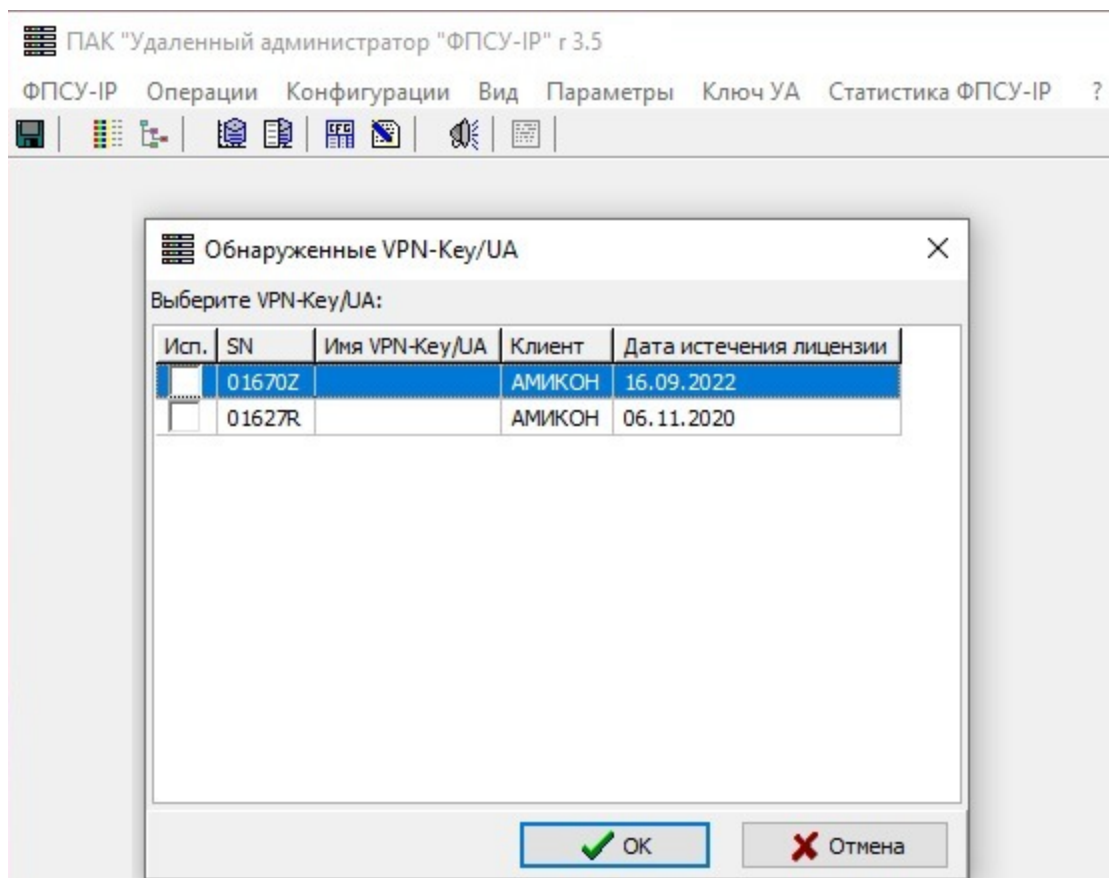 ПАК "Удаленный администратор "ФПСУ-IP" r 3.5
ФПСУ-IP Операции Конфигурации Вид Параметры Ключ УА Статистика ФПСУ-IP ?
CFG
Обнаруженные VPN-Key/UA
Выберите VPN-Key/UA:
Исп. SN Имя VPN-Key/UA Клиент Дата истечения лицензии
01670Z АМИКОН 16.09.2022
01627R АМИКОН 06.11.2020
OK Отмена